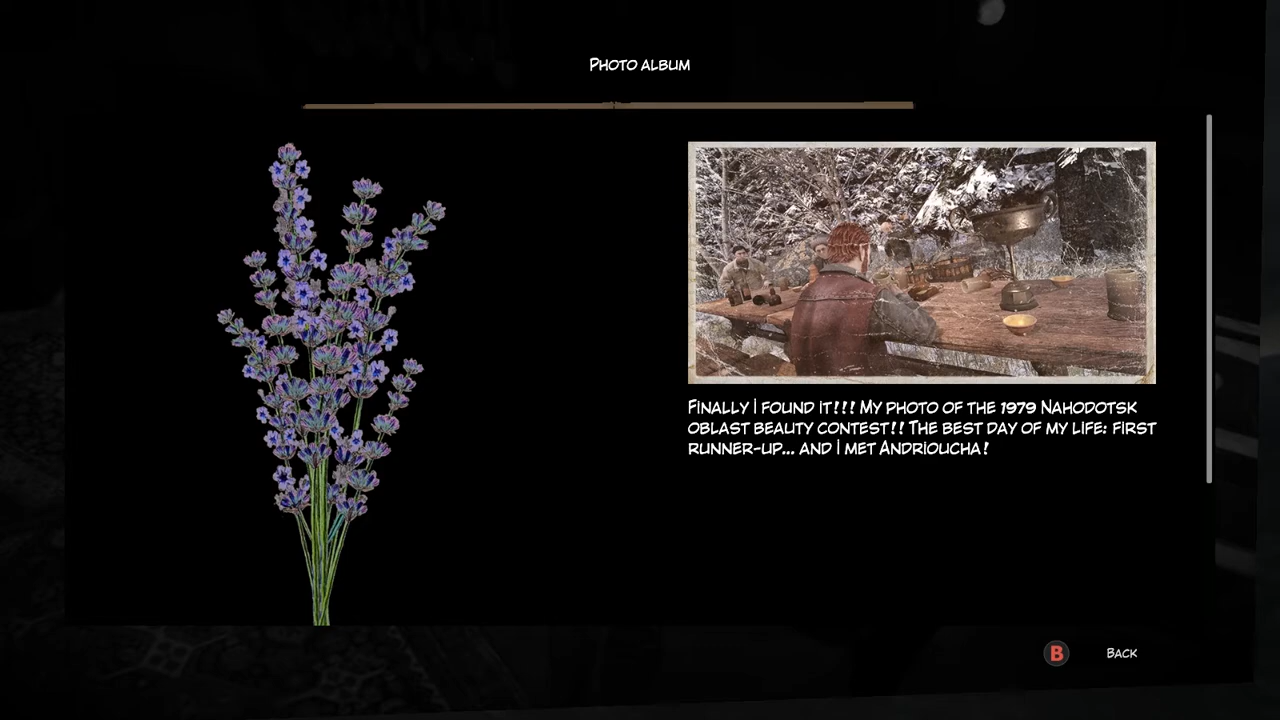 Photo album
Finally I found it!!! My photo of the 1979 Nahodotsk
oblast beauty contest!! The best day of my life: first
runner-up... and I met Andrioucha!
B Back